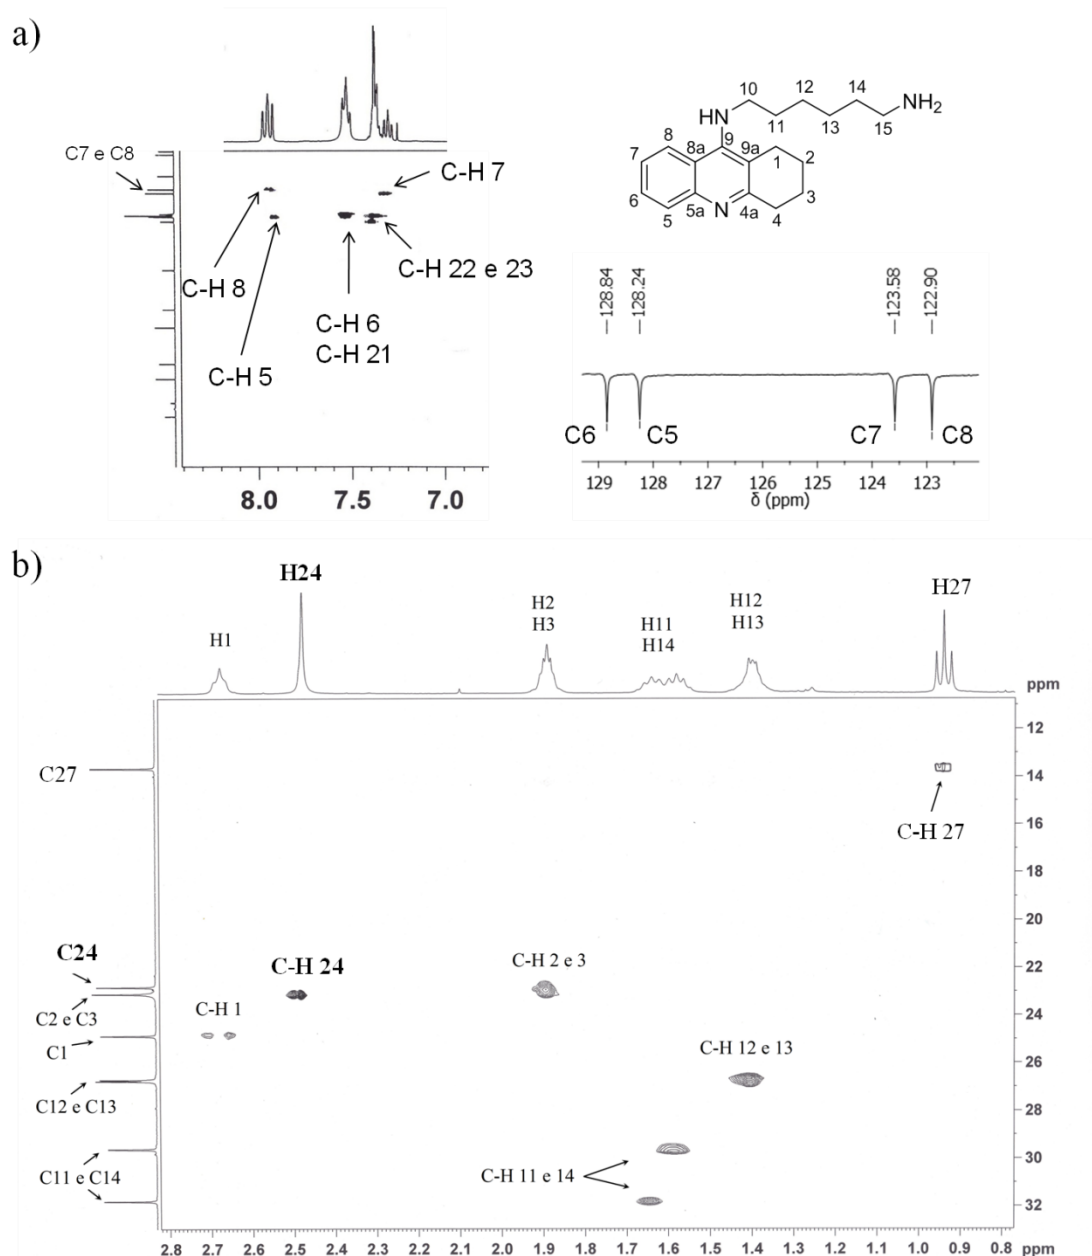 a)
C7 e C8
C-H 7
C-H 8
C-H 22 e 23
C-H 6
C-H 21
C-H 5
8.0 7.5 7.0
10 12 14
HN NH2
11 13 15
8 9
7 8a 9a 1 2
6 5a 4a 3
5 N 4
128.84 128.24 123.58 122.90
C6 C5 C7 C8
129 128 127 126 125 124 123
δ (ppm)
b)
H24
H27
H2
H3
H12
H13
H11
H14
H1
ppm
12
C27
14
16
C-H 27
18
20
C24
C-H 24
C-H 2 e 3
22
C2 e C3
C-H 1
24
C1
C-H 12 e 13
26
C12 e C13
28
30
C11 e C14
C-H 11 e 14
32
2.8 2.7 2.6 2.5 2.4 2.3 2.2 2.1 2.0 1.9 1.8 1.7 1.6 1.5 1.4 1.3 1.2 1.1 1.0 0.9 0.8 ppm